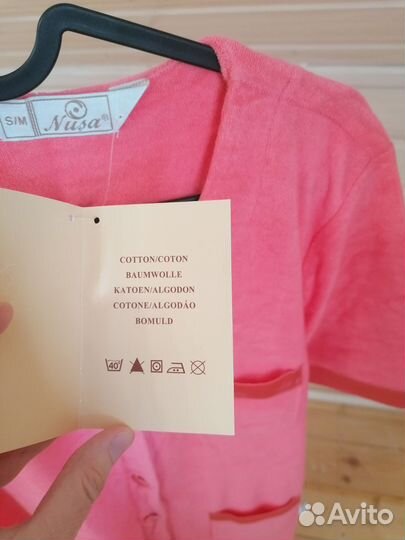 S/M
Nusa®
COTTON/COTON
BAUMWOLLE
KATOEN/ALGODON
COTONE/ALGODÃO
BOMULD
40°
Avito